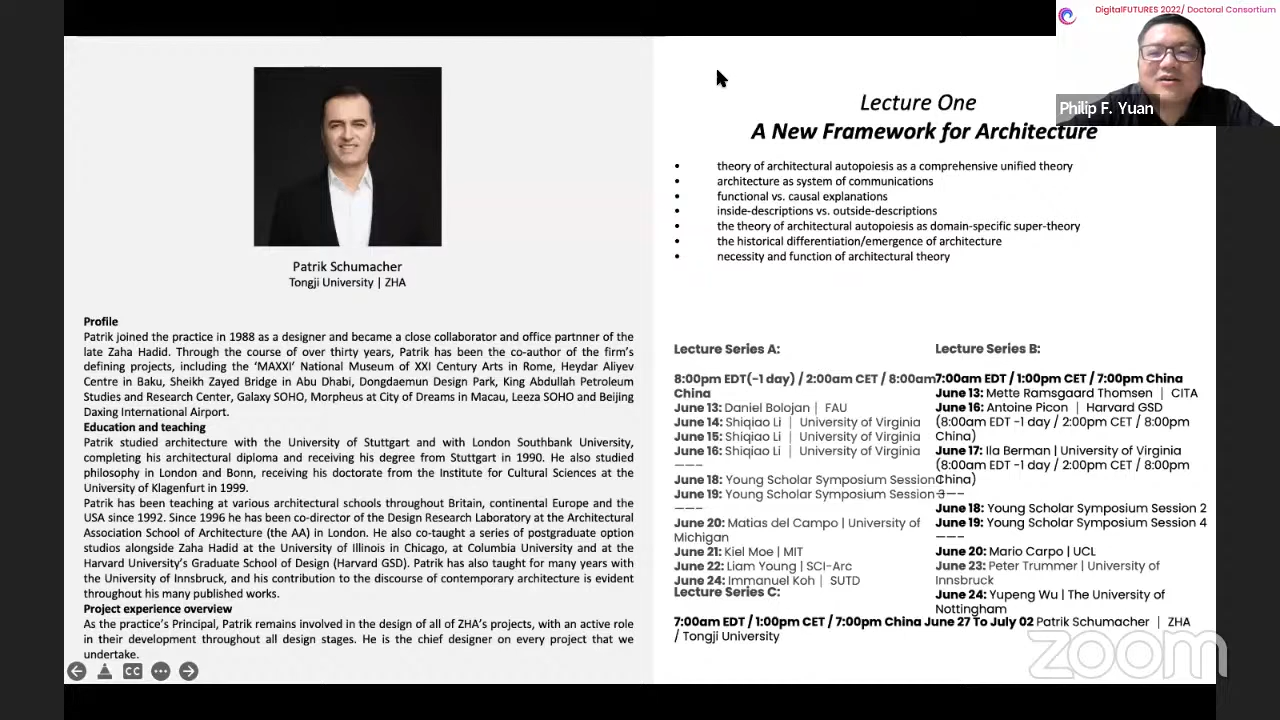 DigitalFUTURES 2022/ Doctoral Consortium
Philip F. Yuan
Patrik Schumacher
Tongji University | ZHA
Profile
Patrik joined the practice in 1988 as a designer and became a close collaborator and office partnner of the
late Zaha Hadid. Through the course of over thirty years, Patrik has been the co-author of the firm's
defining projects, including the 'MAXXI' National Museum of XXI Century Arts in Rome, Heydar Aliyev
Centre in Baku, Sheikh Zayed Bridge in Abu Dhabi, Dongdaemun Design Park, King Abdullah Petroleum
Studies and Research Center, Galaxy SOHO, Morpheus at City of Dreams in Macau, Leeza SOHO and Beijing
Daxing International Airport.
Education and teaching
Patrik studied architecture with the University of Stuttgart and with London Southbank University,
completing his architectural diploma and receiving his degree from Stuttgart in 1990. He also studied
philosophy in London and Bonn, receiving his doctorate from the Institute for Cultural Sciences at the
University of Klagenfurt in 1999.
Patrik has been teaching at various architectural schools throughout Britain, continental Europe and the
USA since 1992. Since 1996 he has been co-director of the Design Research Laboratory at the Architectural
Association School of Architecture (the AA) in London. He also co-taught a series of postgraduate option
studios alongside Zaha Hadid at the University of Illinois in Chicago, at Columbia University and at the
Harvard University's Graduate School of Design (Harvard GSD). Patrik has also taught for many years with
the University of Innsbruck, and his contribution to the discourse of contemporary architecture is evident
throughout his many published works.
Project experience overview
As the practice's Principal, Patrik remains involved in the design of all of ZHA's projects, with an active role
in their development throughout all design stages. He is the chief designer on every project that we
undertake.
CC
Lecture One
A New Framework for Architecture
• theory of architectural autopoiesis as a comprehensive unified theory
• architecture as system of communications
• functional vs. causal explanations
• inside-descriptions vs. outside-descriptions
• the theory of architectural autopoiesis as domain-specific super-theory
• the historical differentiation/emergence of architecture
• necessity and function of architectural theory
Lecture Series A:
8:00pm EDT(-1 day) / 2:00am CET / 8:00am
China
June 13: Daniel Bolojan | FAU
June 14: Shiqiao Li | University of Virginia
June 15: Shiqiao Li | University of Virginia
June 16: Shiqiao Li | University of Virginia
———
June 18: Young Scholar Symposium Session
June 19: Young Scholar Symposium Session 3
———
June 20: Matias del Campo | University of
Michigan
June 21: Kiel Moe | MIT
June 22: Liam Young | SCI-Arc
June 24: Immanuel Koh | SUTD
Lecture Series B:
7:00am EDT / 1:00pm CET / 7:00pm China
June 13: Mette Ramsgaard Thomsen | CITA
June 16: Antoine Picon | Harvard GSD
(8:00am EDT -1 day / 2:00pm CET / 8:00pm
China)
June 17: Ila Berman | University of Virginia
(8:00am EDT -1 day / 2:00pm CET / 8:00pm
China)
———
June 18: Young Scholar Symposium Session 2
June 19: Young Scholar Symposium Session 4
———
June 20: Mario Carpo | UCL
June 23: Peter Trummer | University of
Innsbruck
June 24: Yupeng Wu | The University of
Nottingham
Lecture Series C:
7:00am EDT / 1:00pm CET / 7:00pm China June 27 To July 02 Patrik Schumacher | ZHA
/ Tongji University
zoom